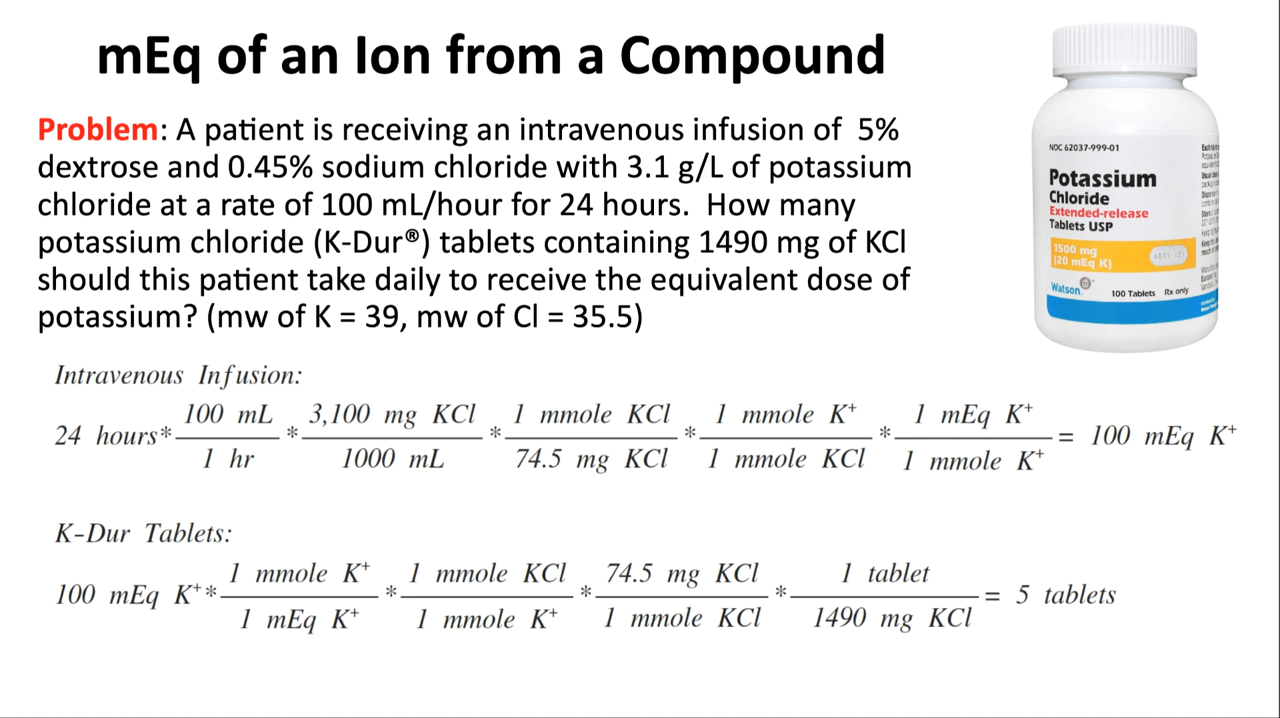 mEq of an Ion from a Compound
Problem: A patient is receiving an intravenous infusion of 5%
dextrose and 0.45% sodium chloride with 3.1 g/L of potassium
chloride at a rate of 100 mL/hour for 24 hours. How many
potassium chloride (K-Dur®) tablets containing 1490 mg of KCl
should this patient take daily to receive the equivalent dose of
potassium? (mw of K = 39, mw of Cl = 35.5)
NDC 62037-999-01
Potassium
Chloride
Extended-release
Tablets USP
1500 mg
(20 mEq K)
Watson
100 Tablets Rx only
Intravenous Infusion:
24 hours* 100 mL / 1 hr * 3,100 mg KCl / 1000 mL * 1 mmole KCl / 74.5 mg KCl * 1 mmole K⁺ / 1 mmole KCl * 1 mEq K⁺ / 1 mmole K⁺ = 100 mEq K⁺
K-Dur Tablets:
100 mEq K⁺* 1 mmole K⁺ / 1 mEq K⁺ * 1 mmole KCl / 1 mmole K⁺ * 74.5 mg KCl / 1 mmole KCl * 1 tablet / 1490 mg KCl = 5 tablets